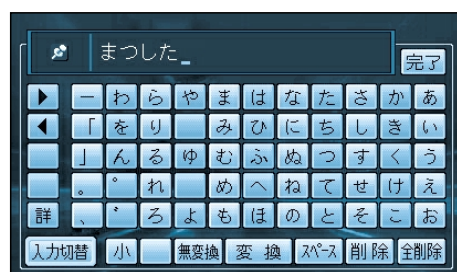 まつした_
完了
▶ ー わ ら や ま は な た さ か あ
◀ 「 を り み ひ に ち し き い
」 ん る ゆ む ふ ぬ つ す く う
。 ゜ れ め へ ね て せ け え
詳 、 ゛ ろ よ も ほ の と そ こ お
入力切替 小 無変換 変換 スペース 削除 全削除